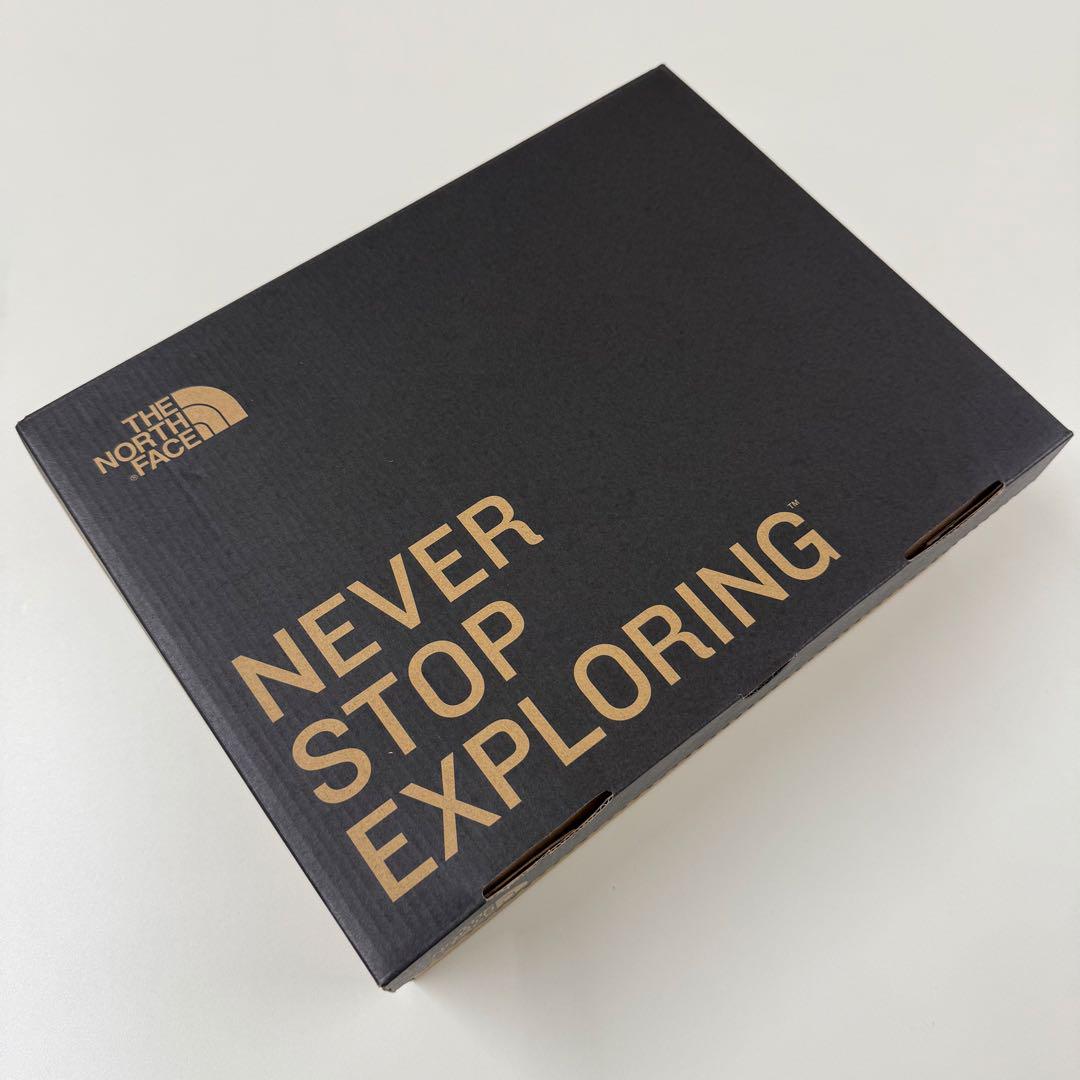 THE
NORTH
FACE®
NEVER
STOP
EXPLORING™